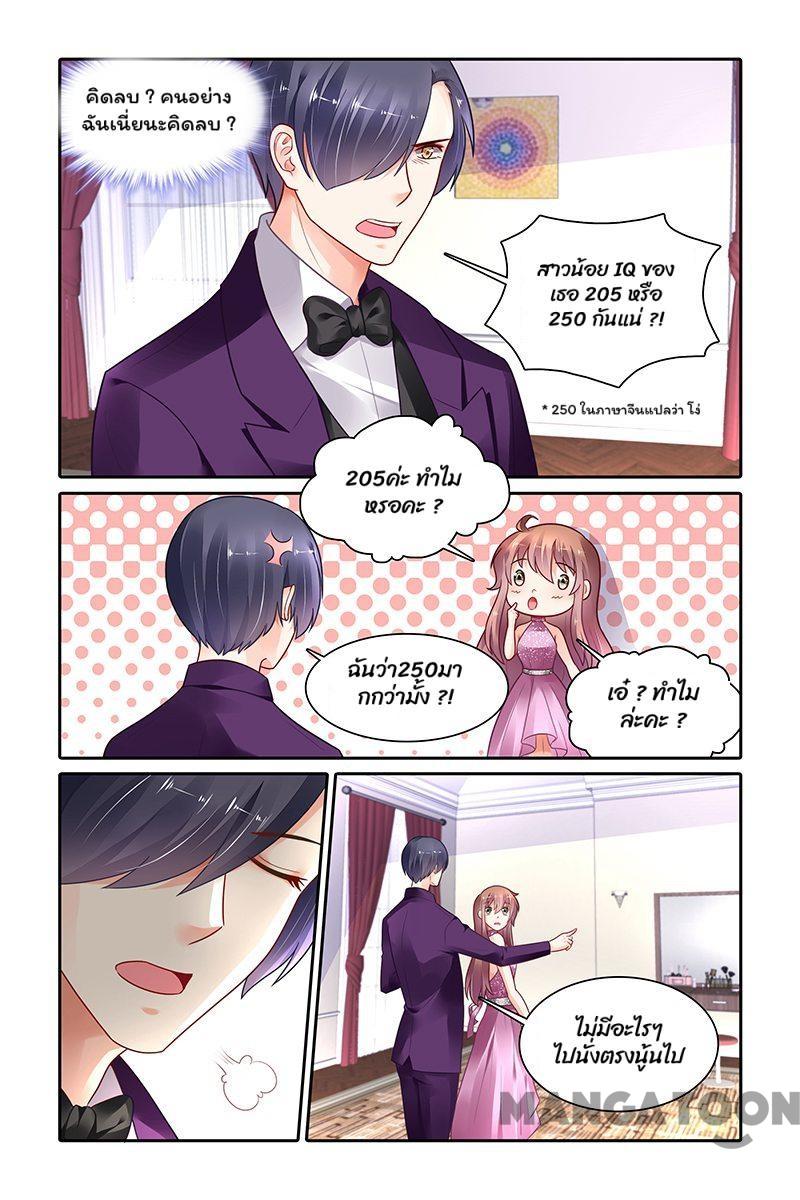 คิดลบ ? คนอย่าง
ฉันเนี่ยนะคิดลบ ?
สาวน้อย IQ ของ
เธอ 205 หรือ
250 กันแน่ ?!
* 250 ในภาษาจีนแปลว่า โง่
205ค่ะ ทำไม
หรอคะ ?
ฉันว่า250มา
กกว่ามั้ง ?!
เอ๋ ? ทำไม
ล่ะคะ ?
ไม่มีอะไรๆ
ไปนั่งตรงนู้นไป
MANGATOON